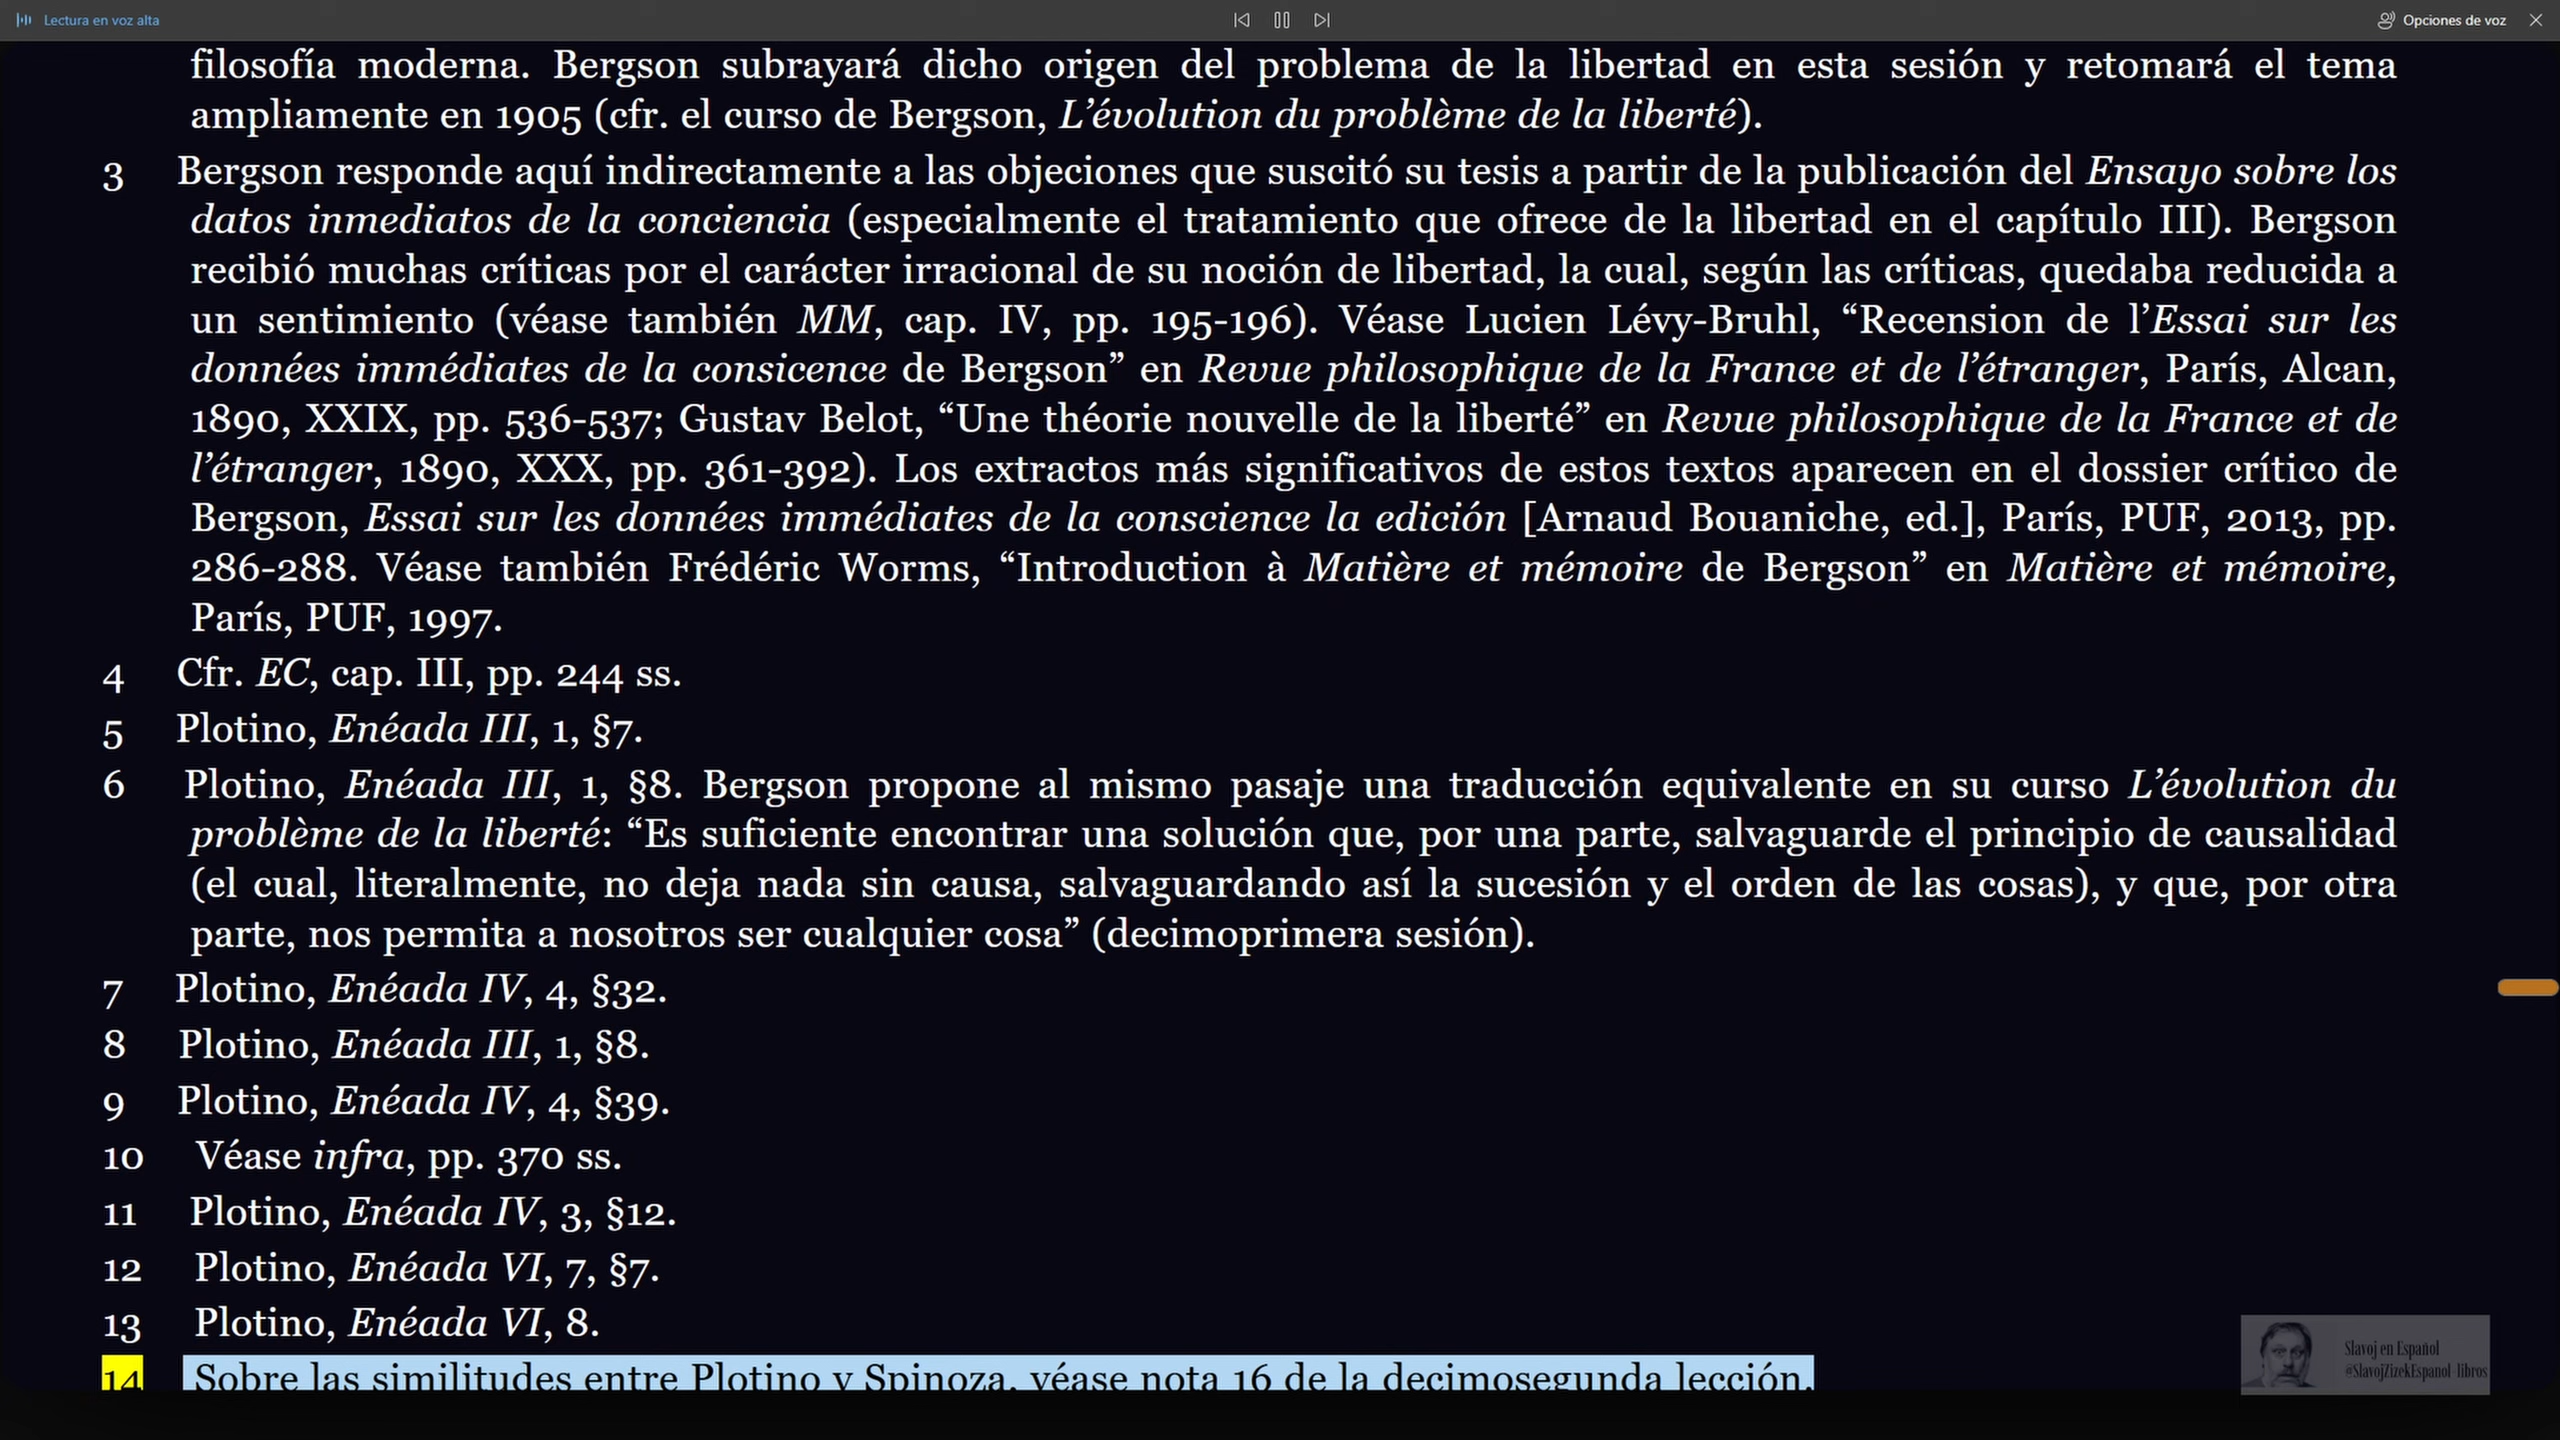 Lectura en voz alta
Opciones de voz
filosofía moderna. Bergson subrayará dicho origen del problema de la libertad en esta sesión y retomará el tema
ampliamente en 1905 (cfr. el curso de Bergson, L’évolution du problème de la liberté).
3 Bergson responde aquí indirectamente a las objeciones que suscitó su tesis a partir de la publicación del Ensayo sobre los
datos inmediatos de la conciencia (especialmente el tratamiento que ofrece de la libertad en el capítulo III). Bergson
recibió muchas críticas por el carácter irracional de su noción de libertad, la cual, según las críticas, quedaba reducida a
un sentimiento (véase también MM, cap. IV, pp. 195-196). Véase Lucien Lévy-Bruhl, “Recension de l’Essai sur les
données immédiates de la consicence de Bergson” en Revue philosophique de la France et de l’étranger, París, Alcan,
1890, XXIX, pp. 536-537; Gustav Belot, “Une théorie nouvelle de la liberté” en Revue philosophique de la France et de
l’étranger, 1890, XXX, pp. 361-392). Los extractos más significativos de estos textos aparecen en el dossier crítico de
Bergson, Essai sur les données immédiates de la conscience la edición [Arnaud Bouaniche, ed.], París, PUF, 2013, pp.
286-288. Véase también Frédéric Worms, “Introduction à Matière et mémoire de Bergson” en Matière et mémoire,
París, PUF, 1997.
4 Cfr. EC, cap. III, pp. 244 ss.
5 Plotino, Enéada III, 1, §7.
6 Plotino, Enéada III, 1, §8. Bergson propone al mismo pasaje una traducción equivalente en su curso L’évolution du
problème de la liberté: “Es suficiente encontrar una solución que, por una parte, salvaguarde el principio de causalidad
(el cual, literalmente, no deja nada sin causa, salvaguardando así la sucesión y el orden de las cosas), y que, por otra
parte, nos permita a nosotros ser cualquier cosa” (decimoprimera sesión).
7 Plotino, Enéada IV, 4, §32.
8 Plotino, Enéada III, 1, §8.
9 Plotino, Enéada IV, 4, §39.
10 Véase infra, pp. 370 ss.
11 Plotino, Enéada IV, 3, §12.
12 Plotino, Enéada VI, 7, §7.
13 Plotino, Enéada VI, 8.
14 Sobre las similitudes entre Plotino y Spinoza, véase nota 16 de la decimosegunda lección.
Slavoj en Español
@SlavojZizekEspanol-libros